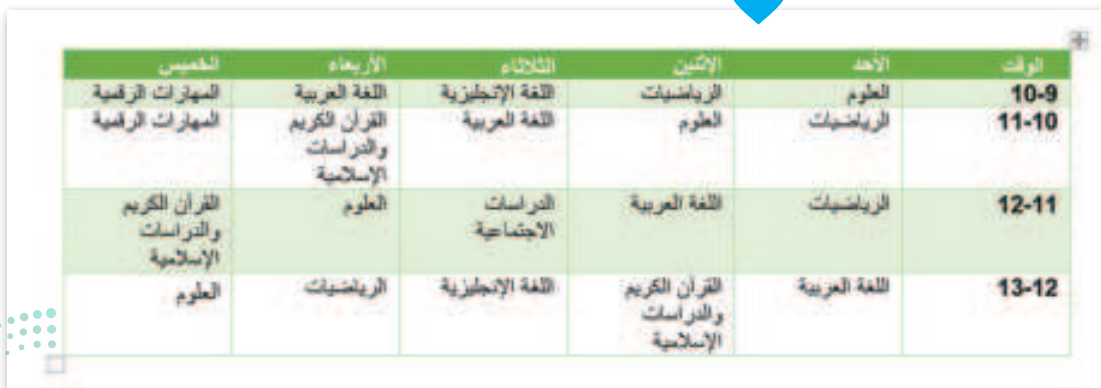 الوقت الأحد الإثنين الثلاثاء الأربعاء الخميس
10-9 العلوم الرياضيات اللغة الإنجليزية اللغة العربية المهارات الرقمية
11-10 الرياضيات العلوم اللغة العربية القرآن الكريم المهارات الرقمية
والدراسات
الإسلامية
12-11 الرياضيات اللغة العربية الدراسات العلوم القرآن الكريم
الاجتماعية والدراسات
الإسلامية
13-12 اللغة العربية القرآن الكريم اللغة الإنجليزية الرياضيات العلوم
والدراسات
الإسلامية